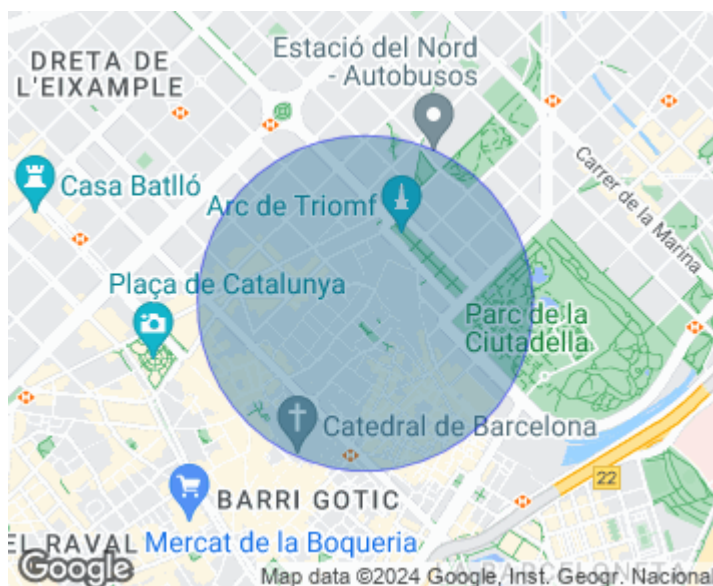 DRETA DE
L'EIXAMPLE
Estació del Nord
- Autobusos
Casa Batlló
Arc de Triomf
Carrer de la Marina
Plaça de Catalunya
Parc de la
Ciutadella
Catedral de Barcelona
22
BARRI GOTIC
EL RAVAL
Mercat de la Boqueria
LA BARCELONETA
Google
Map data ©2024 Google, Inst. Geogr. Nacional